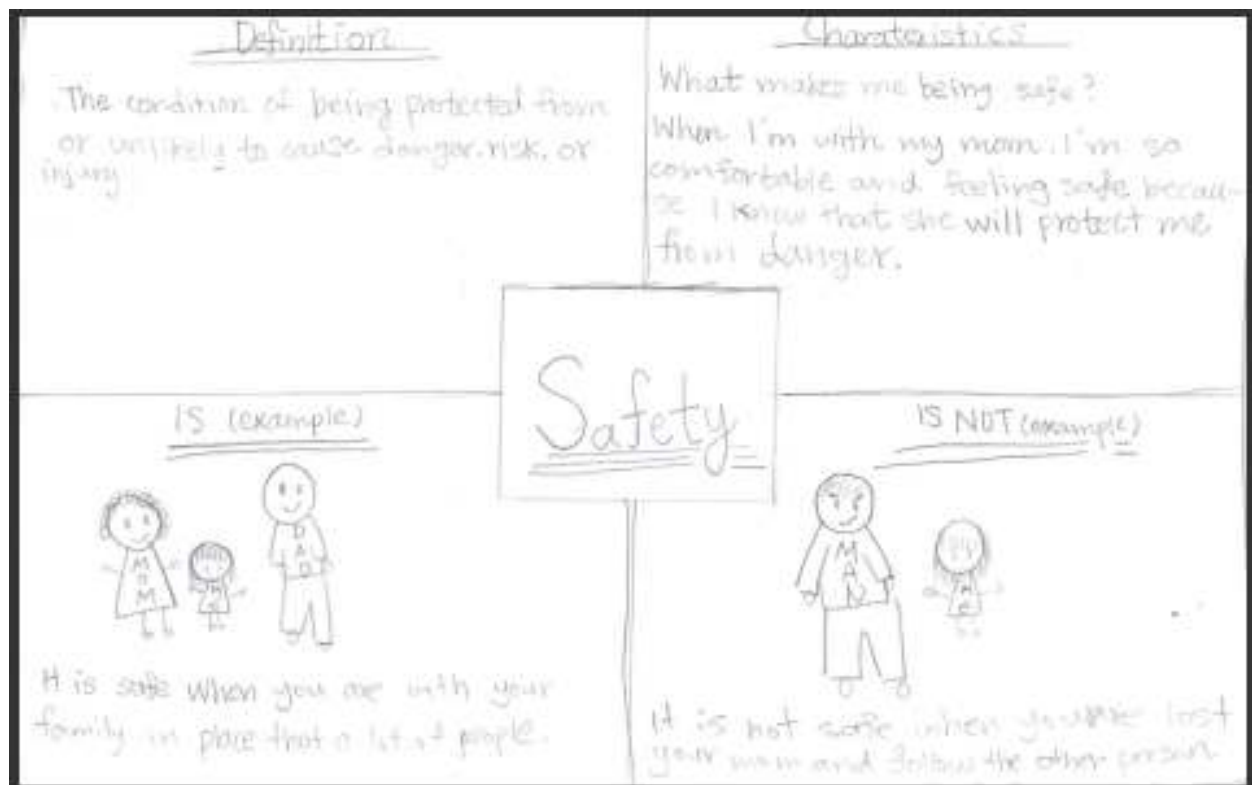 Definition
The condition of being protected from
or unlikely to cause danger, risk, or
injury
Charateristics
What makes me being safe?
When I'm with my mom, I'm so
comfortable and feeling safe becau-
se I know that she will protect me
from danger.
Safety
IS (example)
MOM
ME
DAD
It is safe when you are with your
family in place that a lot of people.
IS NOT (example)
MAN
ME
It is not safe when you lost
your mom and follow the other person